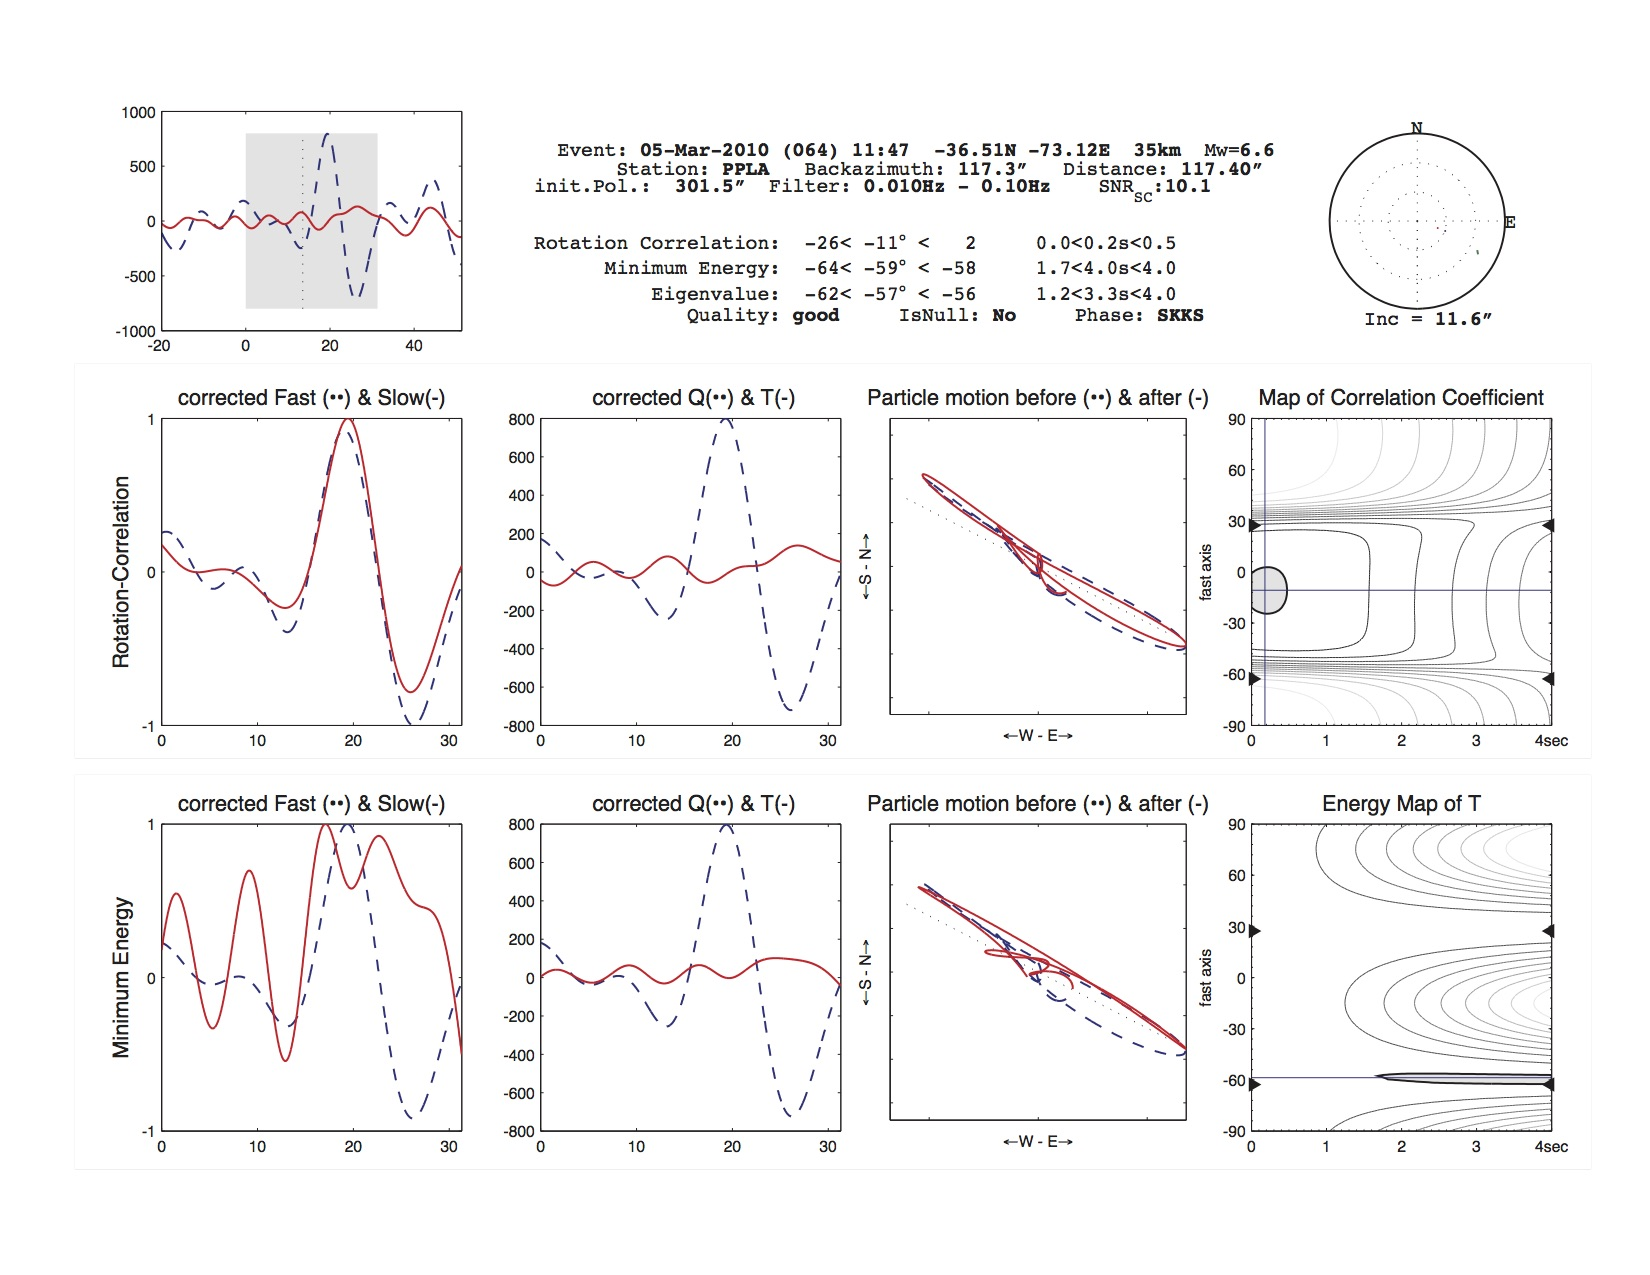 Event: 05-Mar-2010 (064) 11:47 -36.51N -73.12E 35km Mw=6.6
Station: PPLA Backazimuth: 117.3″ Distance: 117.40″
init.Pol.: 301.5″ Filter: 0.010Hz - 0.10Hz SNRSC:10.1
Rotation Correlation: -26< -11° < 2 0.0<0.2s<0.5
Minimum Energy: -64< -59° < -58 1.7<4.0s<4.0
Eigenvalue: -62< -57° < -56 1.2<3.3s<4.0
Quality: good IsNull: No Phase: SKKS
1000
500
0
-500
-1000
-20 0 20 40
N
E
Inc = 11.6″
Rotation-Correlation
corrected Fast (••) & Slow(-)
1
0
-1
0 10 20 30
corrected Q(••) & T(-)
800
600
400
200
0
-200
-400
-600
-800
0 10 20 30
Particle motion before (••) & after (-)
←S - N→
←W - E→
Map of Correlation Coefficient
fast axis
90
60
30
0
-30
-60
-90
0 1 2 3 4sec
Minimum Energy
corrected Fast (••) & Slow(-)
1
0
-1
0 10 20 30
corrected Q(••) & T(-)
800
600
400
200
0
-200
-400
-600
-800
0 10 20 30
Particle motion before (••) & after (-)
←S - N→
←W - E→
Energy Map of T
fast axis
90
60
30
0
-30
-60
-90
0 1 2 3 4sec